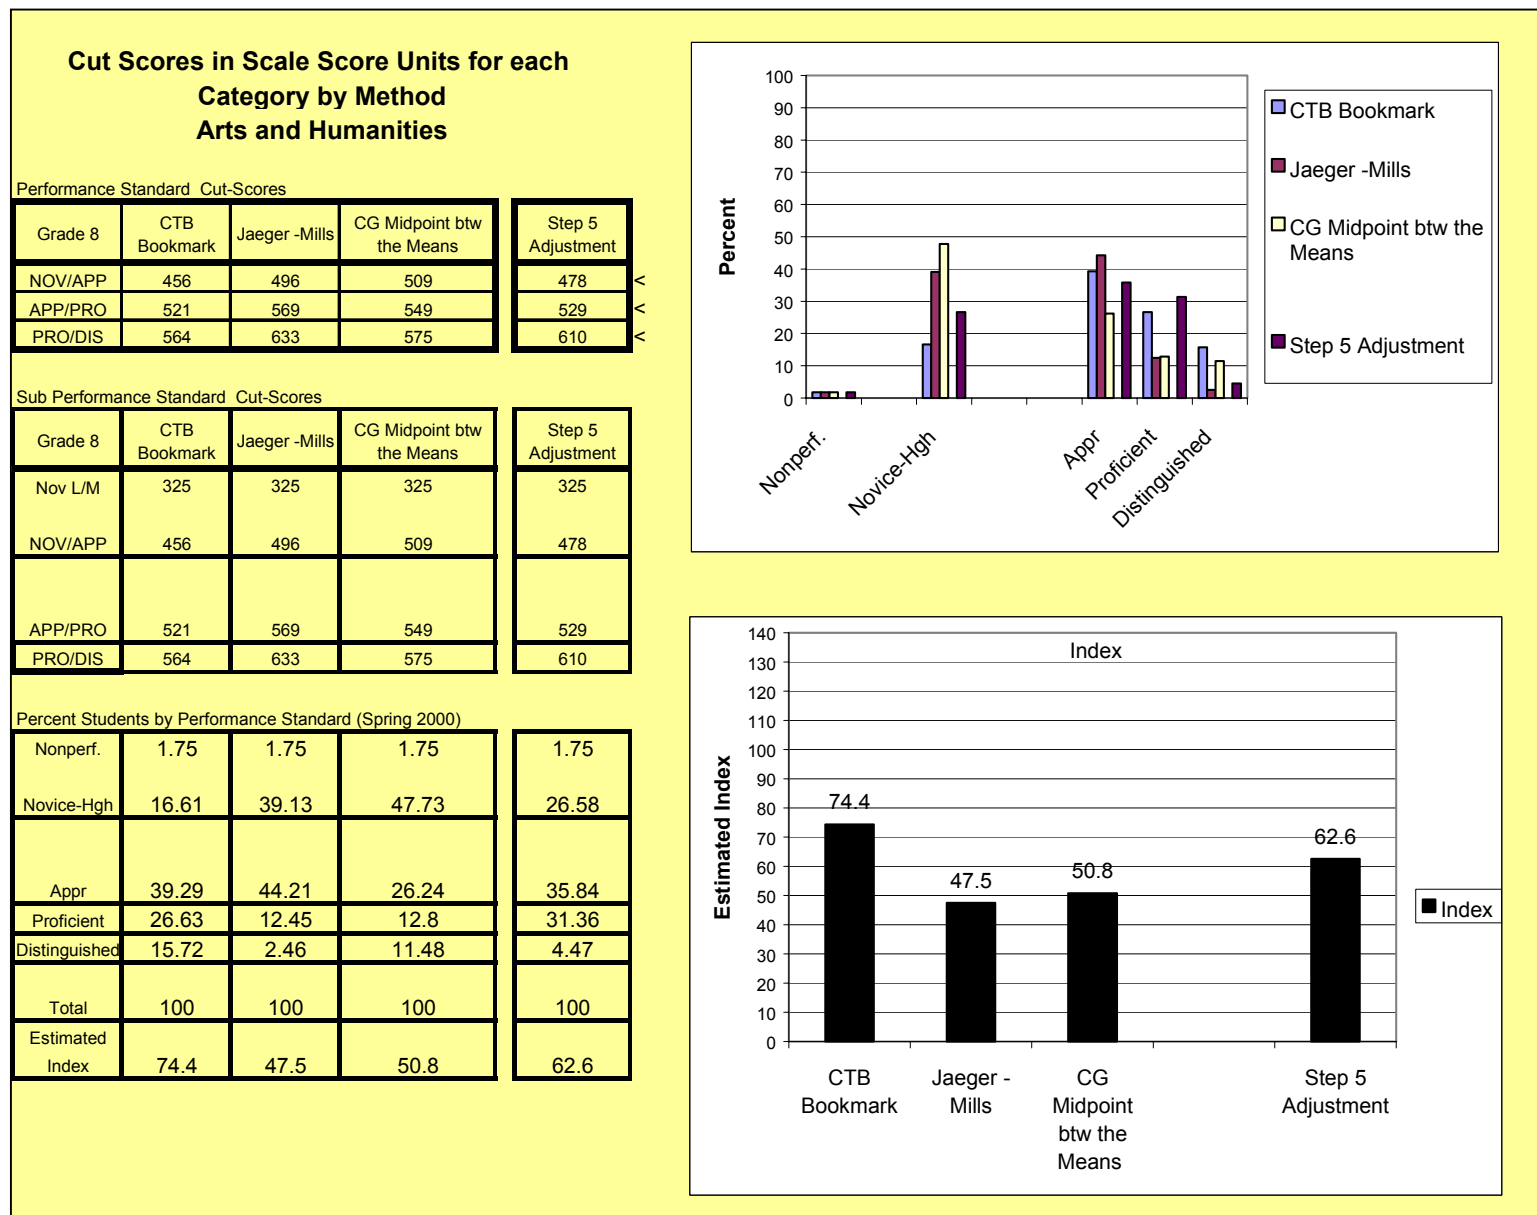 Cut Scores in Scale Score Units for each
Category by Method
Arts and Humanities
Performance Standard Cut-Scores
Grade 8 CTB Bookmark Jaeger -Mills CG Midpoint btw the Means Step 5 Adjustment
NOV/APP 456 496 509 478 <
APP/PRO 521 569 549 529 <
PRO/DIS 564 633 575 610 <
Sub Performance Standard Cut-Scores
Grade 8 CTB Bookmark Jaeger -Mills CG Midpoint btw the Means Step 5 Adjustment
Nov L/M 325 325 325 325
NOV/APP 456 496 509 478
APP/PRO 521 569 549 529
PRO/DIS 564 633 575 610
Percent Students by Performance Standard (Spring 2000)
Nonperf. 1.75 1.75 1.75 1.75
Novice-Hgh 16.61 39.13 47.73 26.58
Appr 39.29 44.21 26.24 35.84
Proficient 26.63 12.45 12.8 31.36
Distinguished 15.72 2.46 11.48 4.47
Total 100 100 100 100
Estimated Index 74.4 47.5 50.8 62.6
Percent
100
90
80
70
60
50
40
30
20
10
0
Nonperf.
Novice-Hgh
Appr
Proficient
Distinguished
CTB Bookmark
Jaeger -Mills
CG Midpoint btw the
Means
Step 5 Adjustment
Index
Estimated Index
140
130
120
110
100
90
80
70
60
50
40
30
20
10
0
74.4
47.5
50.8
62.6
CTB
Bookmark
Jaeger -
Mills
CG
Midpoint
btw the
Means
Step 5
Adjustment
Index